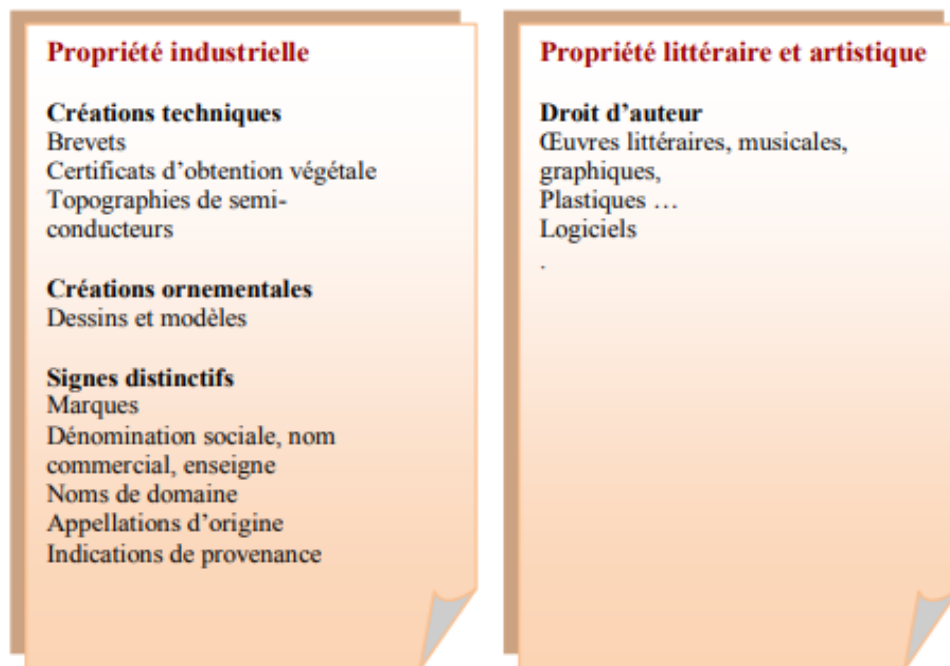 Propriété industrielle
Créations techniques
Brevets
Certificats d'obtention végétale
Topographies de semi-
conducteurs
Créations ornementales
Dessins et modèles
Signes distinctifs
Marques
Dénomination sociale, nom
commercial, enseigne
Noms de domaine
Appellations d'origine
Indications de provenance
Propriété littéraire et artistique
Droit d'auteur
Œuvres littéraires, musicales,
graphiques,
Plastiques …
Logiciels
.